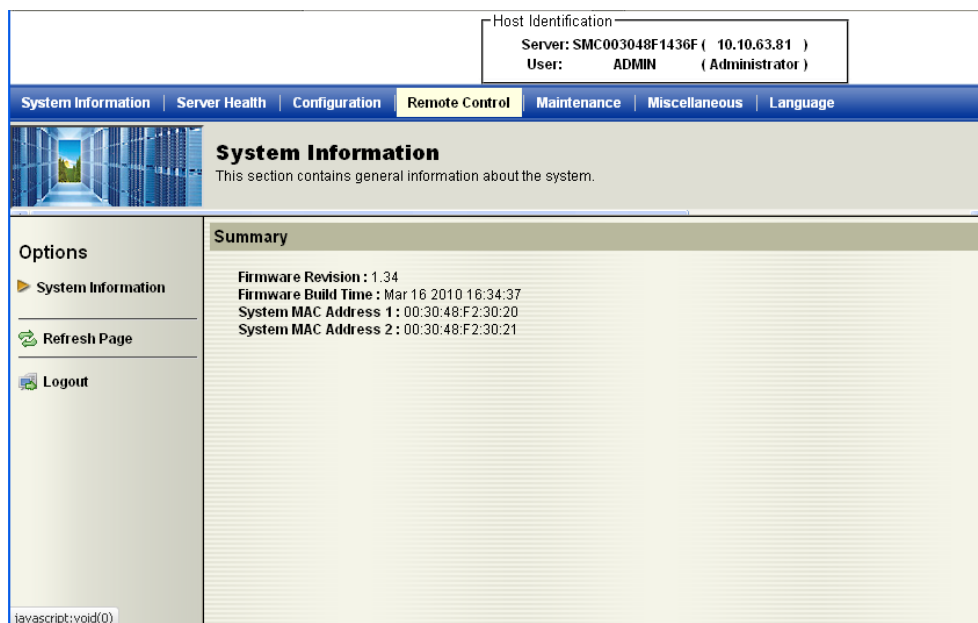 Host Identification
Server: SMC003048F1436F ( 10.10.63.81 )
User: ADMIN ( Administrator )
System Information Server Health Configuration Remote Control Maintenance Miscellaneous Language
System Information
This section contains general information about the system.
Options
System Information
Refresh Page
Logout
Summary
Firmware Revision : 1.34
Firmware Build Time : Mar 16 2010 16:34:37
System MAC Address 1 : 00:30:48:F2:30:20
System MAC Address 2 : 00:30:48:F2:30:21
javascript:void(0)